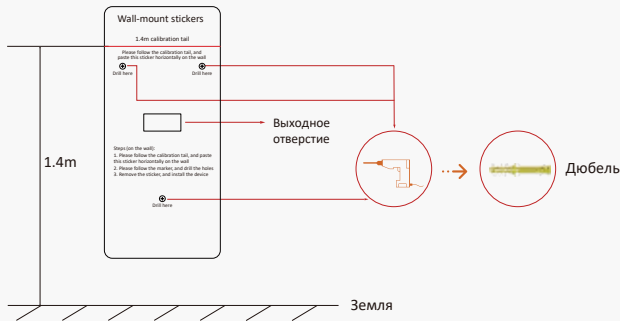 Wall-mount stickers
1.4m calibration tail
Please follow the calibration tail, and
paste this sticker horizontally on the wall
Drill here
Drill here
Выходное
отверстие
Steps (on the wall):
1. Please follow the calibration tail, and paste
this sticker horizontally on the wall
2. Please follow the marker, and drill the holes
3. Remove the sticker, and install the device
1.4m
Дюбель
Drill here
Земля